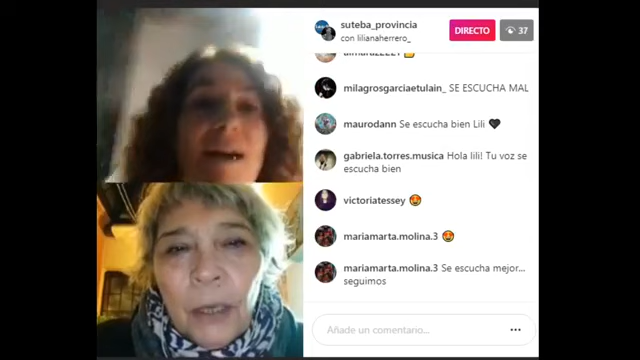 suteba_provincia
con lilianaherrero_
DIRECTO
37
milagrosgarciaetulain_ SE ESCUCHA MAL
maurodann Se escucha bien Lili 🖤
gabriela.torres.musica Hola lili! Tu voz se
escucha bien
victoriatessey 😍
mariamarta.molina.3 😍
mariamarta.molina.3 Se escucha mejor...
seguimos
Añade un comentario...